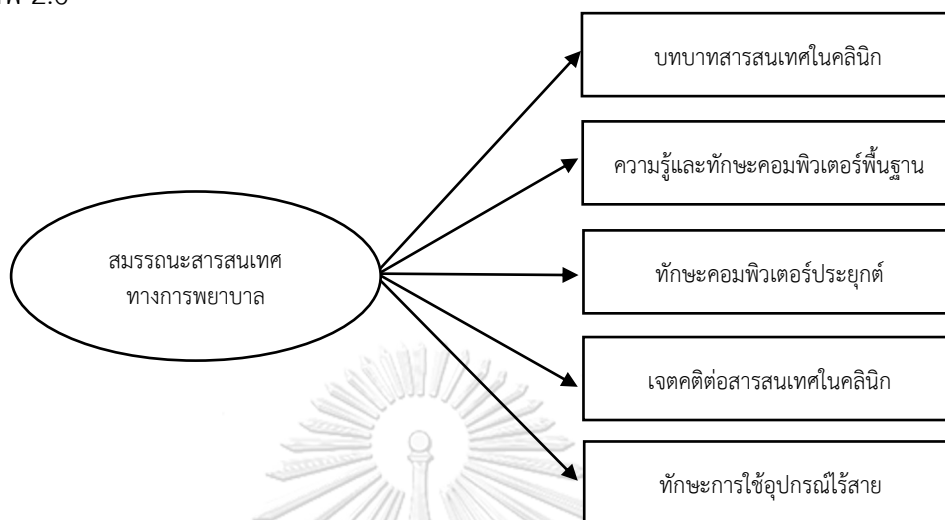 บทบาทสารสนเทศในคลินิก
ความรู้และทักษะคอมพิวเตอร์พื้นฐาน
สมรรถนะสารสนเทศ
ทางการพยาบาล
ทักษะคอมพิวเตอร์ประยุกต์
เจตคติต่อสารสนเทศในคลินิก
ทักษะการใช้อุปกรณ์ไร้สาย